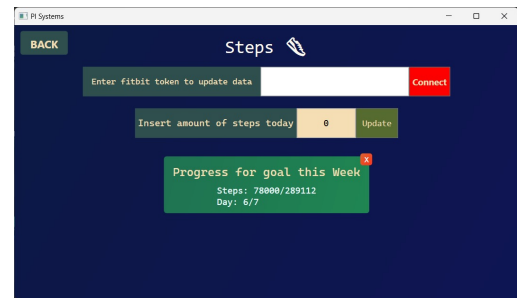 PI Systems
BACK
Steps
Enter fitbit token to update data
Connect
Insert amount of steps today
0
Update
X
Progress for goal this Week
Steps: 78000/289112
Day: 6/7